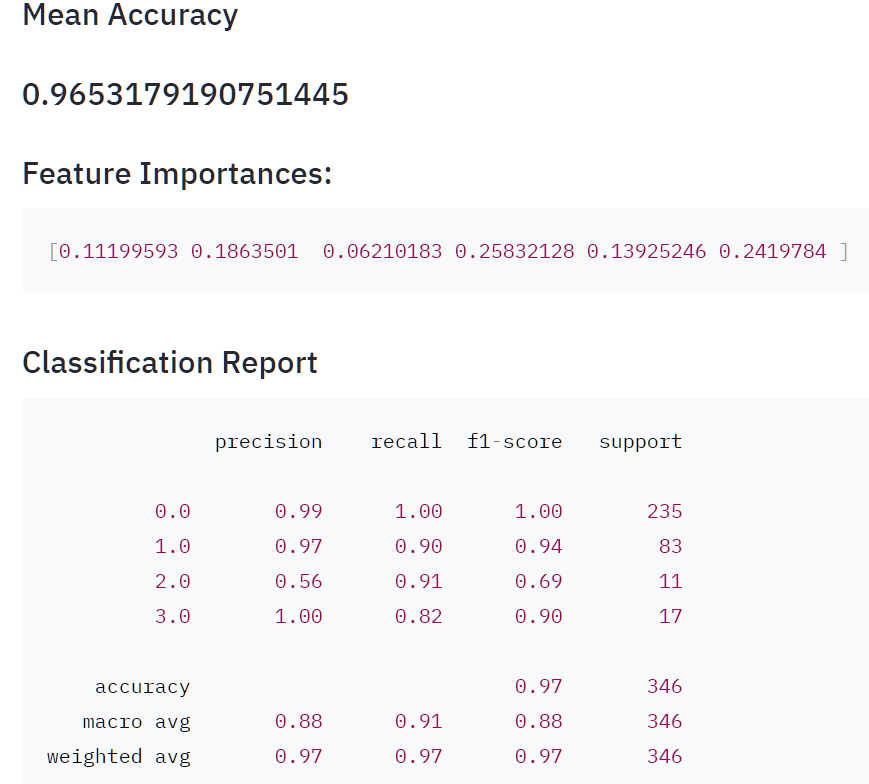 Mean Accuracy
0.9653179190751445
Feature Importances:
[0.11199593 0.1863501  0.06210183 0.25832128 0.13925246 0.2419784 ]
Classification Report
precision    recall  f1-score   support
0.0       0.99      1.00      1.00       235
1.0       0.97      0.90      0.94        83
2.0       0.56      0.91      0.69        11
3.0       1.00      0.82      0.90        17
accuracy                           0.97       346
macro avg       0.88      0.91      0.88       346
weighted avg       0.97      0.97      0.97       346